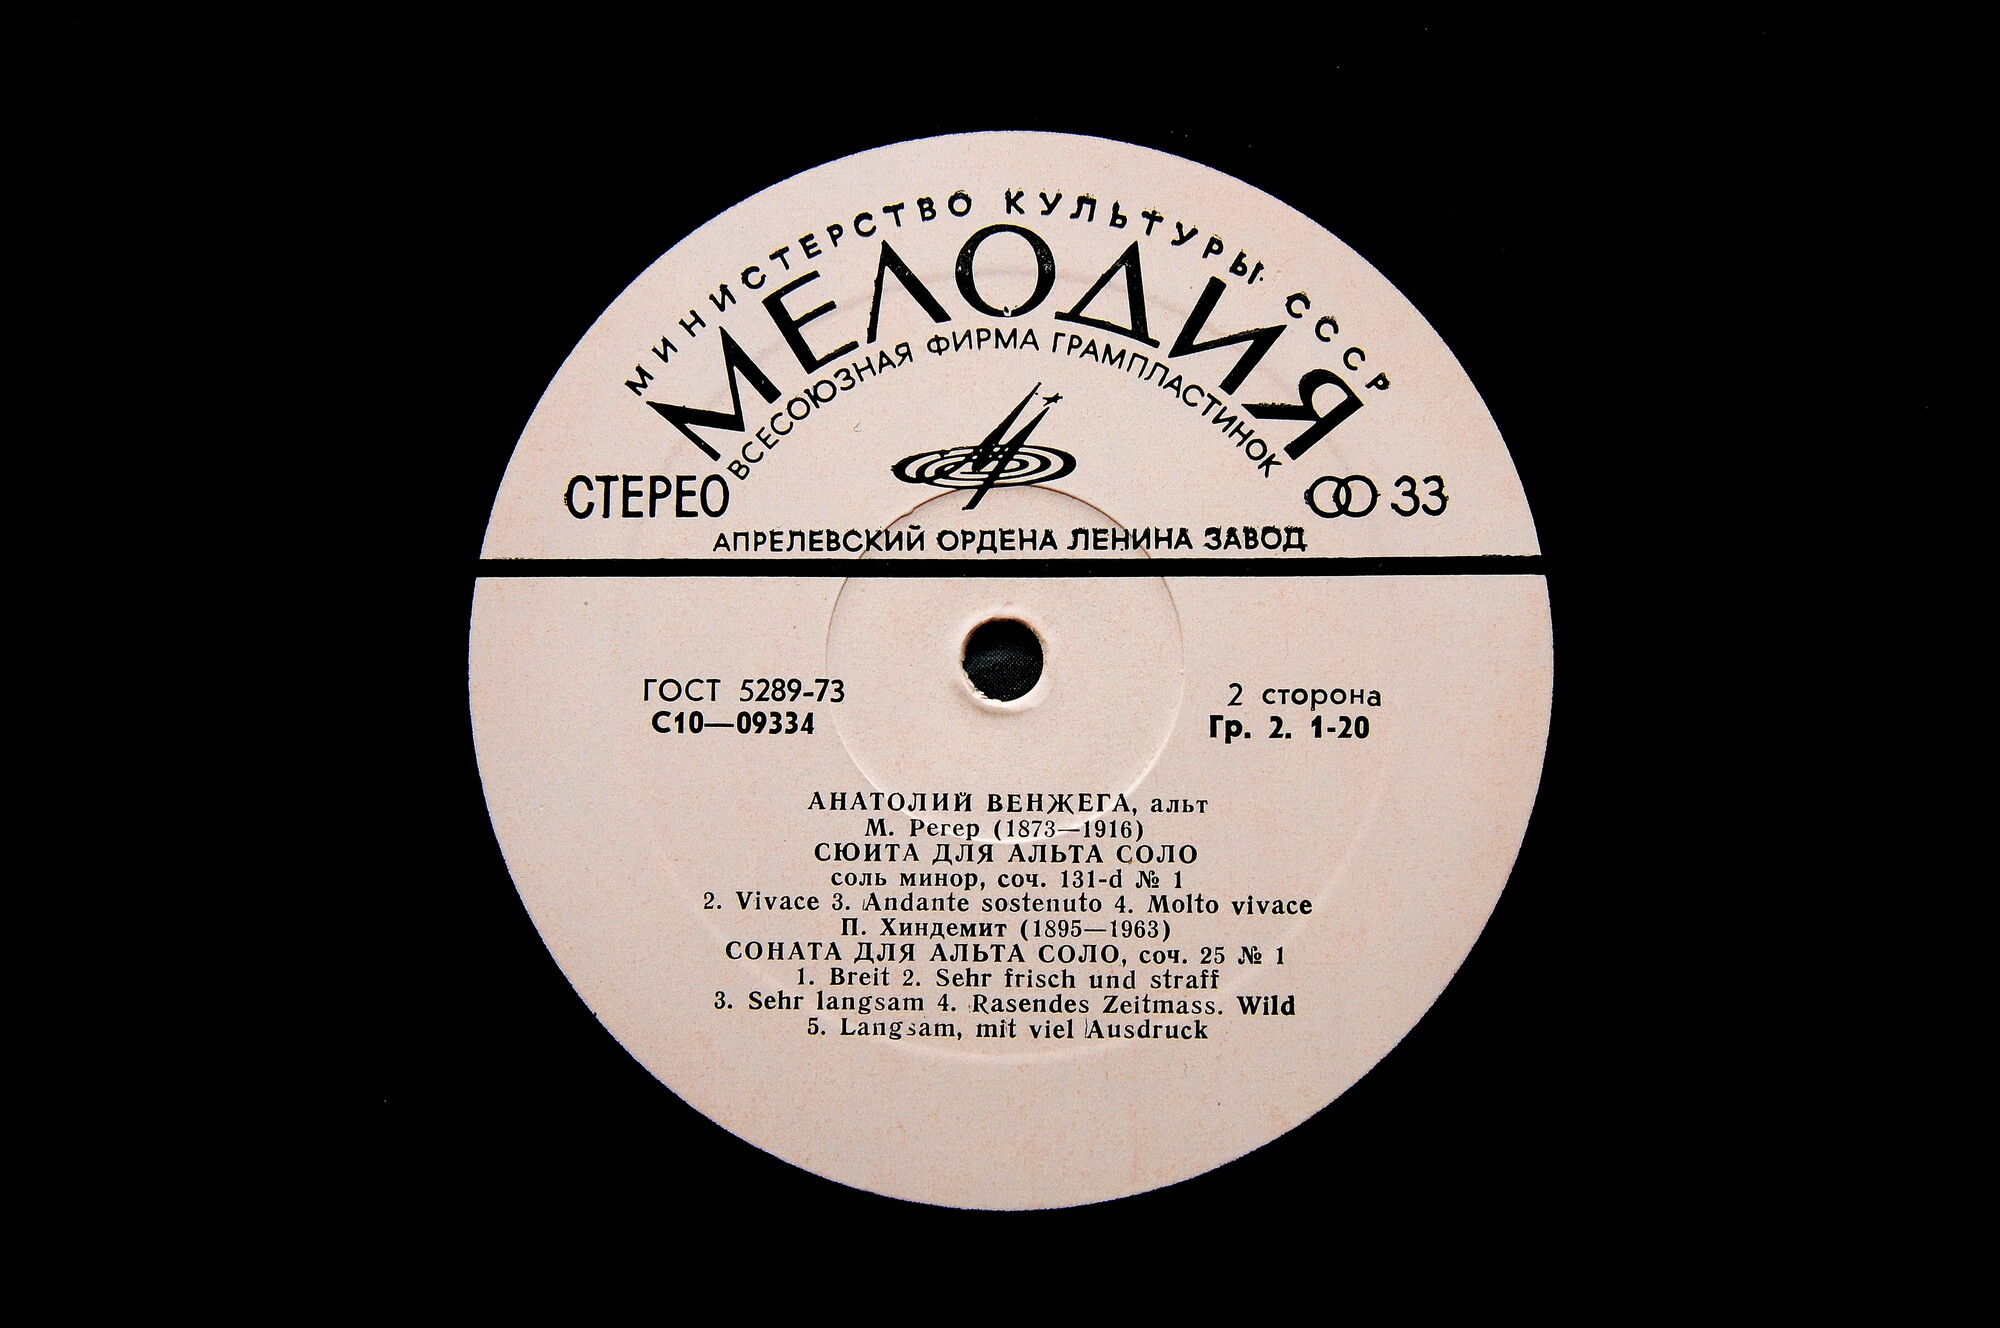 МИНИСТЕРСТВО КУЛЬТУРЫ СССР
МЕЛОДИЯ
ВСЕСОЮЗНАЯ ФИРМА ГРАМПЛАСТИНОК
СТЕРЕО
33
АПРЕЛЕВСКИЙ ОРДЕНА ЛЕНИНА ЗАВОД
ГОСТ 5289-73
С10—09334
2 сторона
Гр. 2. 1-20
АНАТОЛИЙ ВЕНЖЕГА, альт
М. Регер (1873—1916)
СЮИТА ДЛЯ АЛЬТА СОЛО
соль минор, соч. 131-d № 1
2. Vivace 3. Andante sostenuto 4. Molto vivace
П. Хиндемит (1895—1963)
СОНАТА ДЛЯ АЛЬТА СОЛО, соч. 25 № 1
1. Breit 2. Sehr frisch und straff
3. Sehr langsam 4. Rasendes Zeitmass. Wild
5. Langsam, mit viel Ausdruck